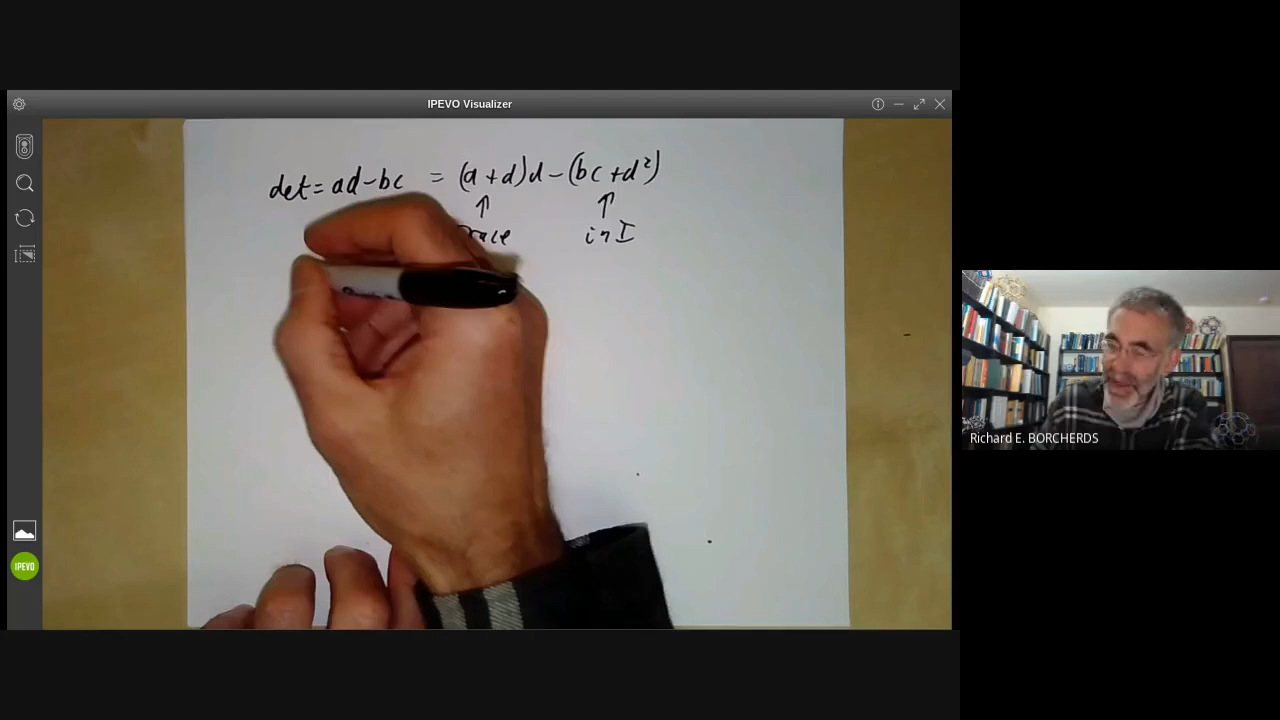 IPEVO Visualizer
det = ad - bc = (a + d)d - (bc + d²)
↑ ↑
in I
Richard E. BORCHERDS
IPEVO